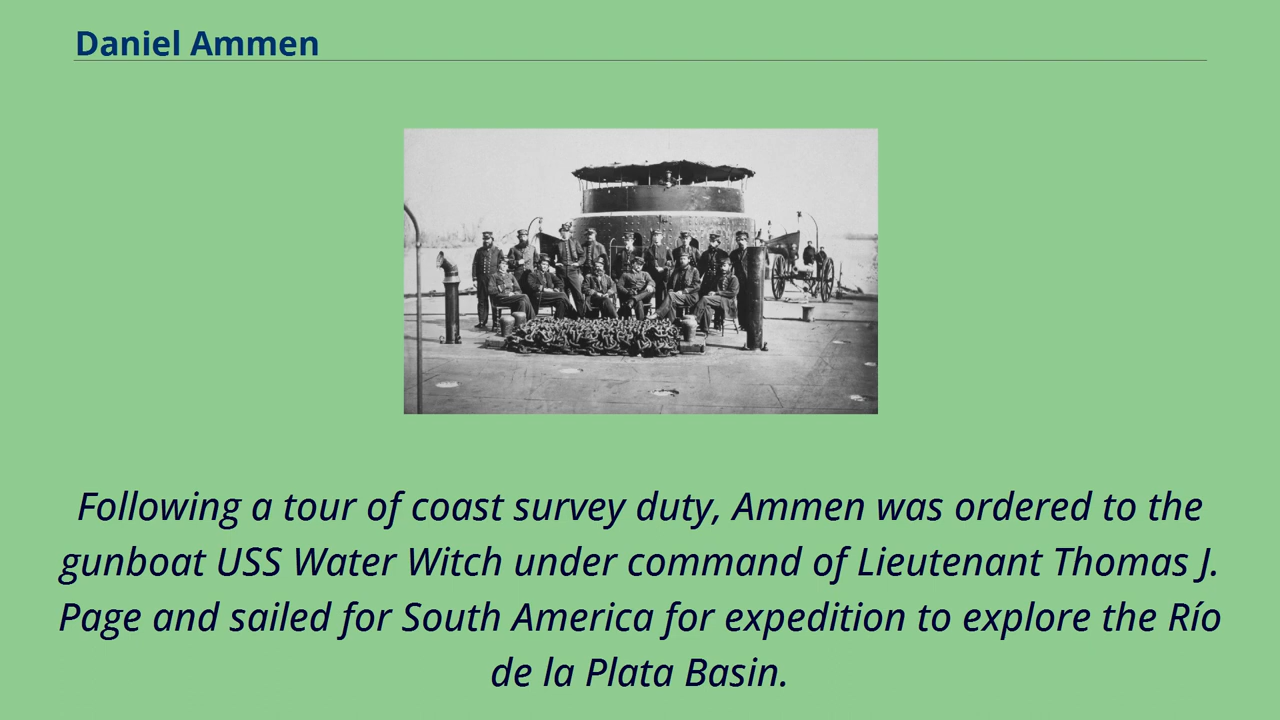 Daniel Ammen
Following a tour of coast survey duty, Ammen was ordered to the
gunboat USS Water Witch under command of Lieutenant Thomas J.
Page and sailed for South America for expedition to explore the Río
de la Plata Basin.